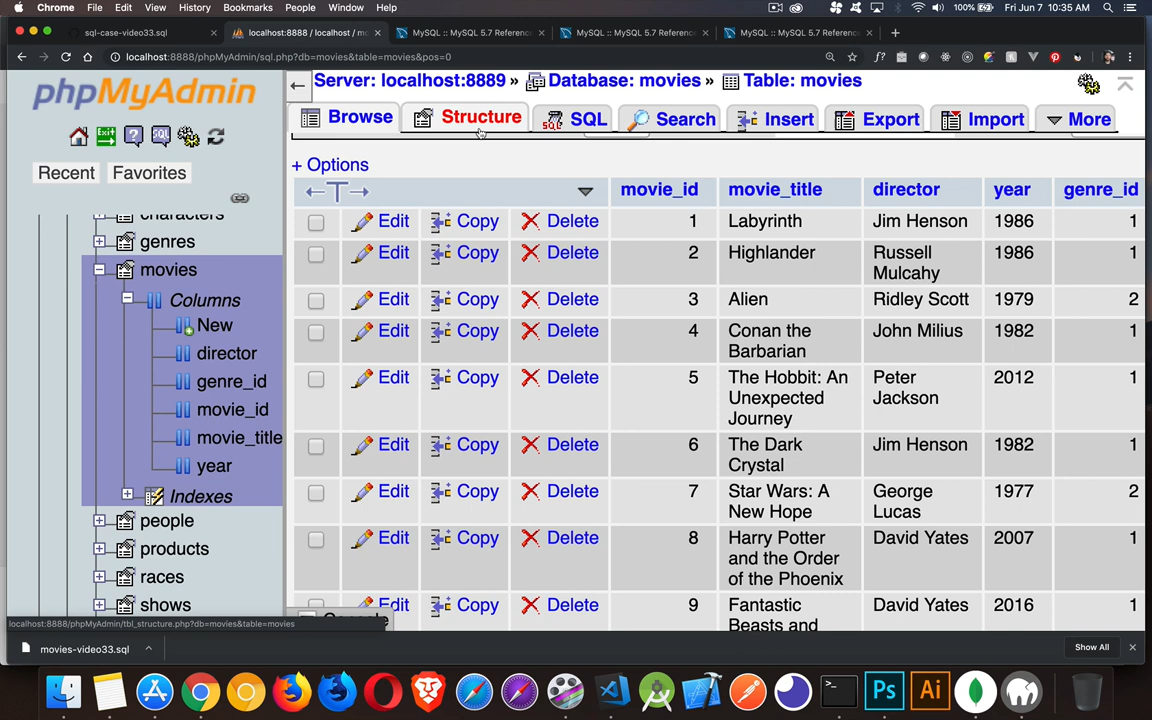 Chrome File Edit View History Bookmarks People Window Help
100% Fri Jun 7 10:35 AM
sql-case-video33.sql
localhost:8888 / localhost / mo
MySQL :: MySQL 5.7 Reference
MySQL :: MySQL 5.7 Reference
MySQL :: MySQL 5.7 Reference
localhost:8888/phpMyAdmin/sql.php?db=movies&table=movies&pos=0
phpMyAdmin
Server: localhost:8889 » Database: movies » Table: movies
Browse Structure SQL Search Insert Export Import More
Recent Favorites
+ Options
characters
genres
movies
Columns
New
director
genre_id
movie_id
movie_title
year
Indexes
people
products
races
shows
movie_id movie_title director year genre_id
Edit Copy Delete 1 Labyrinth Jim Henson 1986 1
Edit Copy Delete 2 Highlander Russell 1986 1
Mulcahy
Edit Copy Delete 3 Alien Ridley Scott 1979 2
Edit Copy Delete 4 Conan the John Milius 1982 1
Barbarian
Edit Copy Delete 5 The Hobbit: An Peter 2012 1
Unexpected Jackson
Journey
Edit Copy Delete 6 The Dark Jim Henson 1982 1
Crystal
Edit Copy Delete 7 Star Wars: A George 1977 2
New Hope Lucas
Edit Copy Delete 8 Harry Potter David Yates 2007 1
and the Order
of the Phoenix
Edit Copy Delete 9 Fantastic David Yates 2016 1
Beasts and
Console
localhost:8888/phpMyAdmin/tbl_structure.php?db=movies&table=movies
movies-video33.sql
Show All
Ps Ai